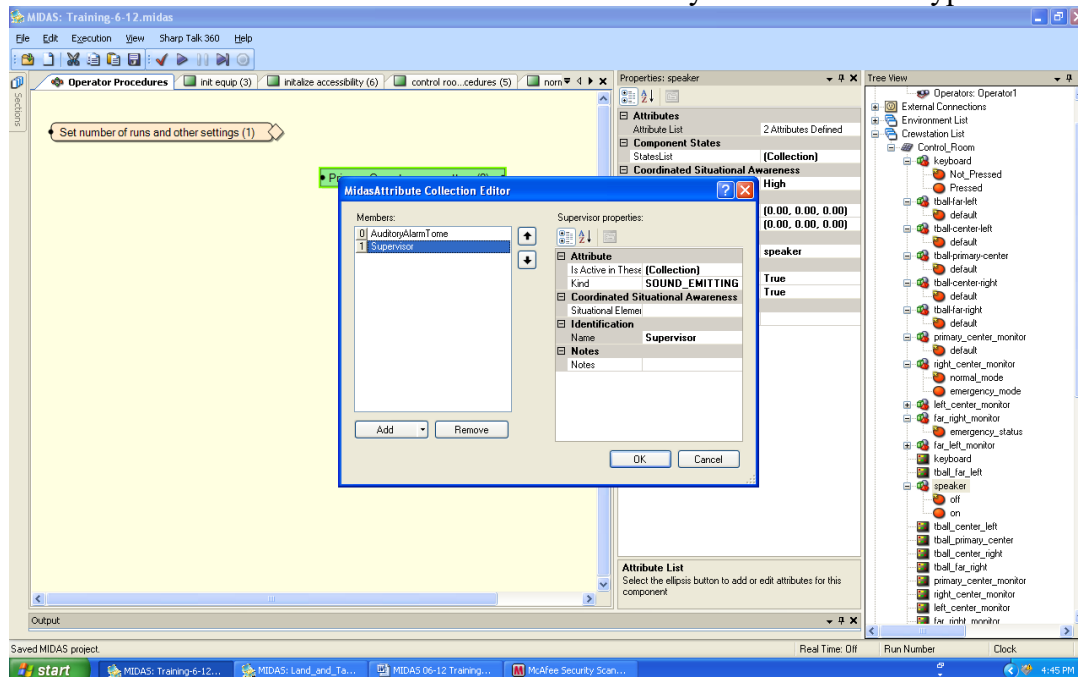 MIDAS: Training-6-12.midas
File Edit Execution View Sharp Talk 360 Help
Operator Procedures init equip (3) initalize accessibility (6) control roo...cedures (5) norn
Sections
Set number of runs and other settings (1)
MidasAttribute Collection Editor
Members:
0 AuditoryAlarmTome
1 Supervisor
Add Remove
Supervisor properties:
Attribute
Is Active in These (Collection)
Kind SOUND_EMITTING
Coordinated Situational Awareness
Situational Elemei
Identification
Name Supervisor
Notes
Notes
OK Cancel
Properties: speaker
Attributes
Attribute List 2 Attributes Defined
Component States
StatesList (Collection)
Coordinated Situational Awareness
High
(0.00, 0.00, 0.00)
(0.00, 0.00, 0.00)
speaker
True
True
Attribute List
Select the ellipsis button to add or edit attributes for this
component
Tree View
Operators: Operator1
External Connections
Environment List
Crewstation List
Control_Room
keyboard
Not_Pressed
Pressed
tball-far-left
default
tball-center-left
default
tball-primary-center
default
tball-center-right
default
tball-far-right
default
primary_center_monitor
default
right_center_monitor
normal_mode
emergency_mode
left_center_monitor
far_right_monitor
emergency_status
far_left_monitor
keyboard
tball_far_left
speaker
off
on
tball_center_left
tball_primary_center
tball_center_right
tball_far_right
primary_center_monitor
right_center_monitor
left_center_monitor
far_right_monitor
Output
Saved MIDAS project. Real Time: Off Run Number Clock
start MIDAS: Training-6-12... MIDAS: Land_and_Ta... MIDAS 06-12 Training... McAfee Security Scan... 4:45 PM